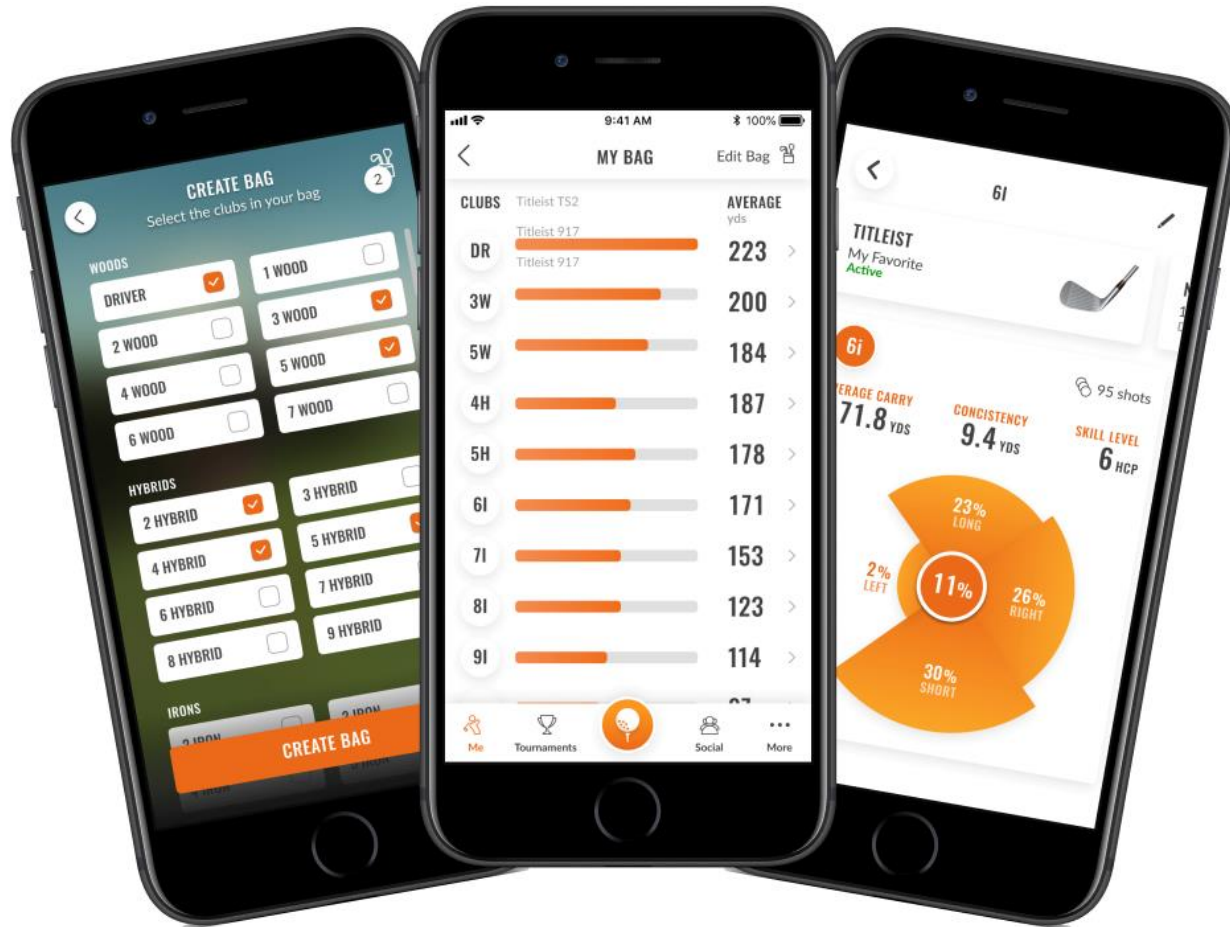 CREATE BAG
Select the clubs in your bag
2
WOODS
DRIVER
1 WOOD
2 WOOD
3 WOOD
4 WOOD
5 WOOD
6 WOOD
7 WOOD
HYBRIDS
2 HYBRID
3 HYBRID
4 HYBRID
5 HYBRID
6 HYBRID
7 HYBRID
8 HYBRID
9 HYBRID
IRONS
2 IRON
CREATE BAG
4 IRON
9:41 AM
100%
MY BAG
Edit Bag
CLUBS
Titleist TS2
AVERAGE
yds
Titleist 917
DR
223
Titleist 917
3W
200
5W
184
4H
187
5H
178
6I
171
7I
153
8I
123
9I
114
Me
Tournaments
Social
More
6I
TITLEIST
My Favorite
Active
6i
95 shots
ERAGE CARRY
71.8 YDS
CONCISTENCY
9.4 YDS
SKILL LEVEL
6 HCP
23%
LONG
2%
LEFT
11%
26%
RIGHT
30%
SHORT